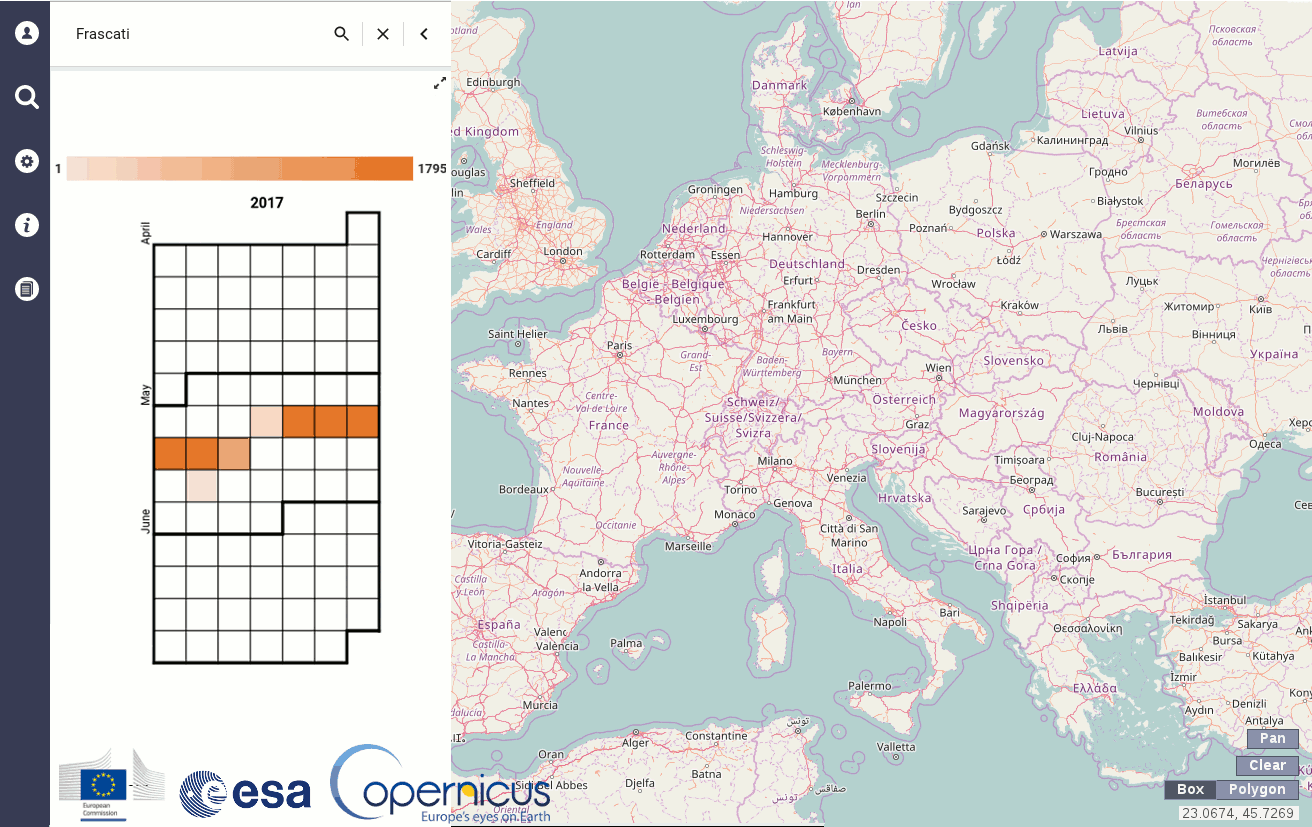 Frascati
1
1795
2017
April
May
June
European
Commission
esa
opernicus
Europe's eyes on Earth
Edinburgh
ed Kingdom
ouglas
Sheffield
England
Wales
Cardiff
London
Saint Helier
Danmark
København
Latvija
Псковская
область
Lietuva
Vilnius
Витебская
область
Калининград
Gdańsk
Schleswig-
Holstein
Mecklenburg-
Vorpommern
Groningen
Hamburg
Szczecin
Гродно
Могилёв
Беларусь
Białystok
Niedersachsen
Berlin
Bydgoszcz
Nederland
Poznań
Polska
Warszawa
Брестская
область
Гомельская
область
Hannover
Rotterdam
Essen
Deutschland
Dresden
Łódź
Wrocław
België - Belgique
- Belgien
Erfurt
Frankfurt
am Main
Kraków
Луцьк
Житомир
Київ
Luxembourg
Česko
Львів
Вінниця
Україна
Paris
Grand-
Est
Baden-
Württemberg
Bayern
Slovensko
Rennes
München
Wien
Чернівці
Nantes
Centre-
Val de Loire
France
Schweiz/
Suisse/Svizzera/
Svizra
Österreich
Graz
Magyarország
Moldova
Cluj-Napoca
România
Одеса
Slovenija
Auvergne-
Rhône-
Alpes
Milano
Timișoara
Nouvelle-
Aquitaine
Bordeaux
Torino
Venezia
Београд
București
Monaco
Genova
Hrvatska
Sarajevo
Србија
Occitanie
Marseille
Città di San
Marino
Vitoria-Gasteiz
Црна Гора /
Crna Gora
София
България
Andorra
la Vella
Italia
Скопје
Castilla
y León
Aragón
Shqipëria
İstanbul
España
Bari
Napoli
Θεσσαλονίκη
Tekirdağ
Sakarya
Castilla-
La Mancha
València
Palma
Bursa
Balıkesir
Kütahya
İzmir
Murcia
Palermo
Ελλάδα
Aydın
Denizli
Antalya
تونس
Oran
Alger
Constantine
Valletta
Sidi Bel Abbes
Djelfa
Batna
صفاقس
تونس
Oriental
Pan
Clear
Box
Polygon
23.0674, 45.7269